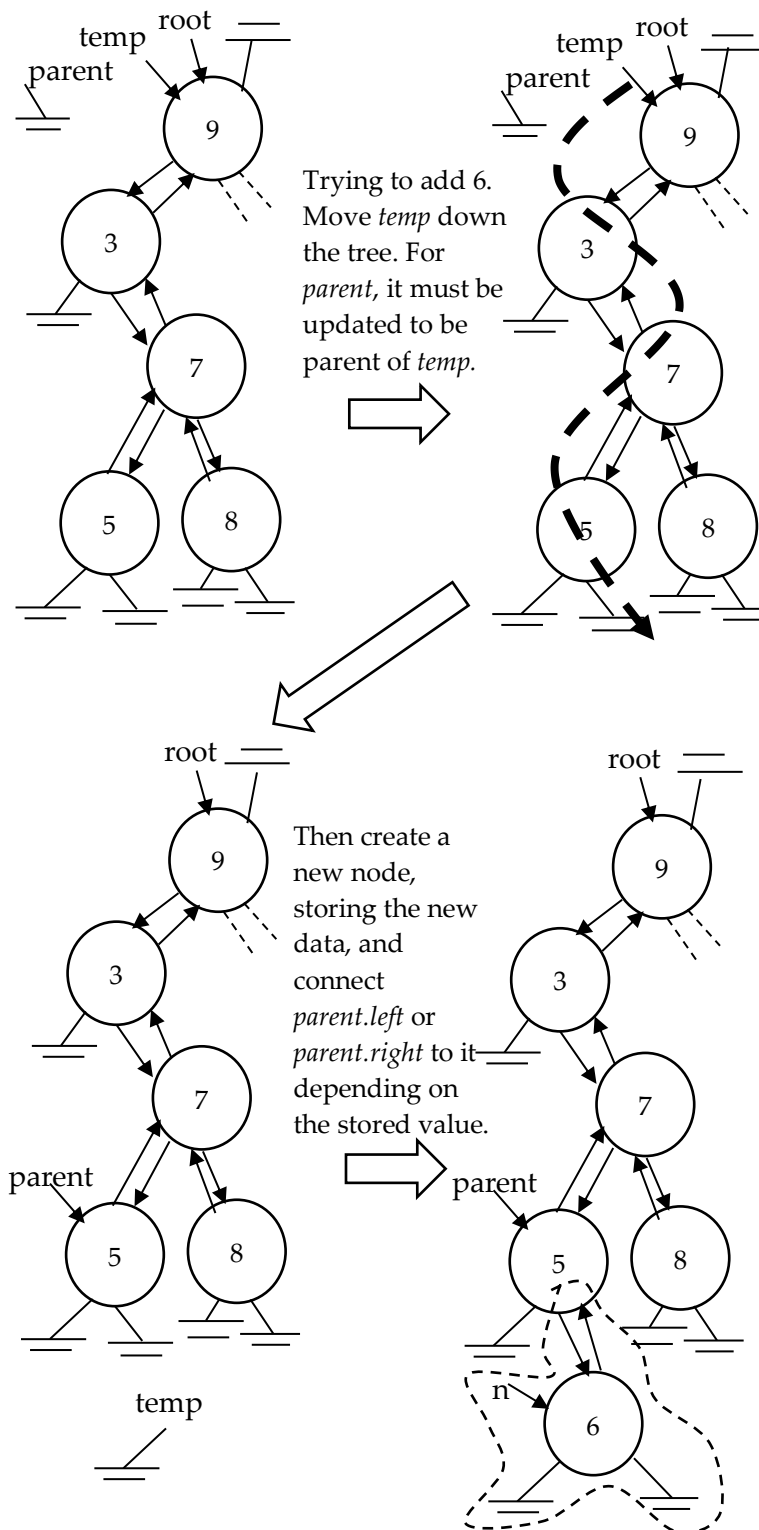 root
temp
parent
9
3
7
5
8
Trying to add 6.
Move temp down
the tree. For
parent, it must be
updated to be
parent of temp.
root
temp
parent
9
3
7
5
8
root
9
3
7
parent
5
8
temp
Then create a
new node,
storing the new
data, and
connect
parent.left or
parent.right to it
depending on
the stored value.
root
9
3
7
parent
5
8
n
6